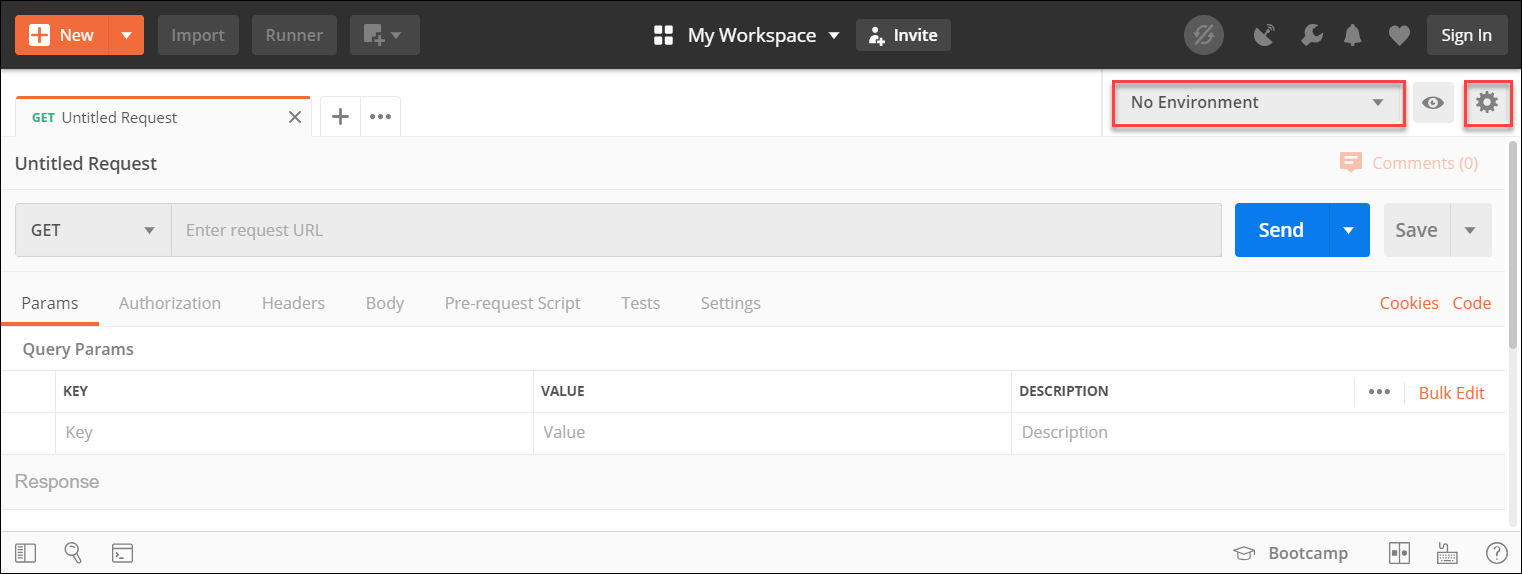 New Import Runner My Workspace Invite Sign In
GET Untitled Request No Environment
Untitled Request Comments (0)
GET Enter request URL Send Save
Params Authorization Headers Body Pre-request Script Tests Settings Cookies Code
Query Params
KEY VALUE DESCRIPTION Bulk Edit
Key Value Description
Response
Bootcamp